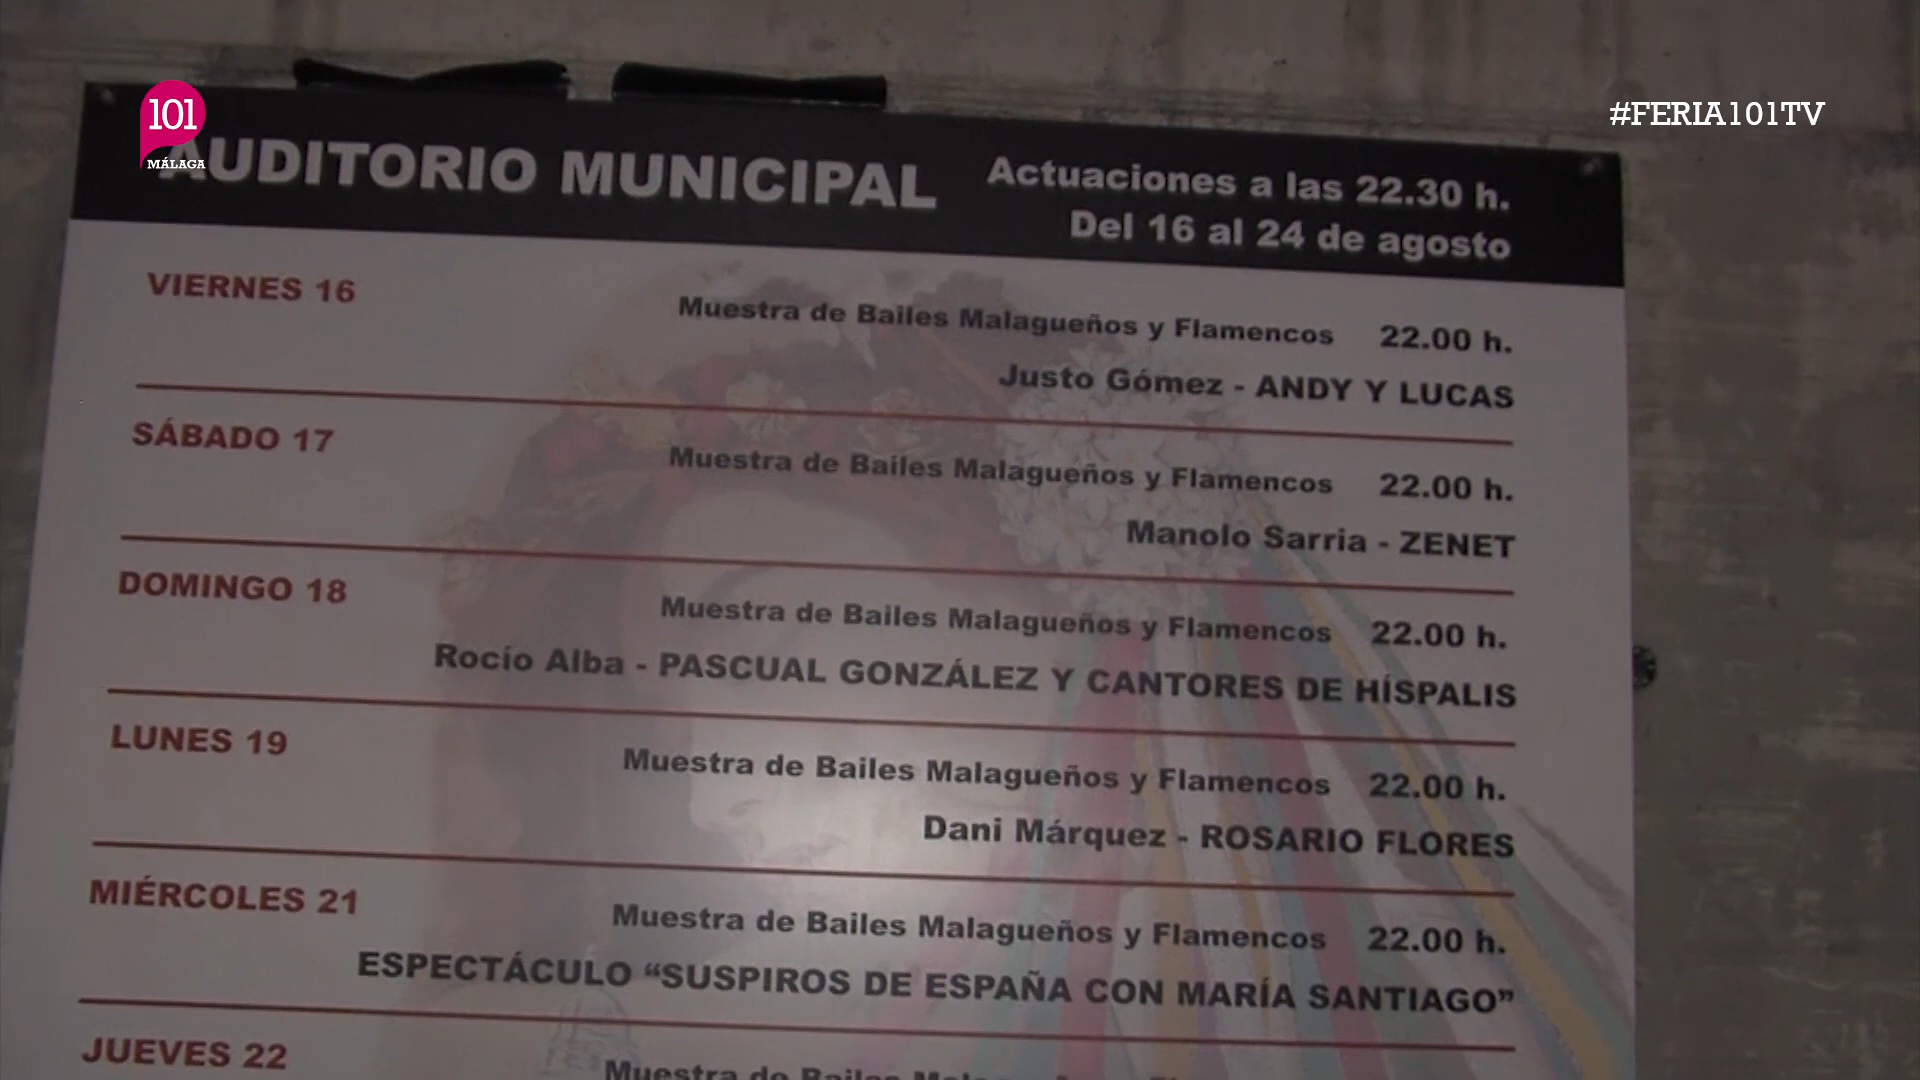 101
MÁLAGA
#FERIA101TV
AUDITORIO MUNICIPAL
Actuaciones a las 22.30 h.
Del 16 al 24 de agosto
VIERNES 16
Muestra de Bailes Malagueños y Flamencos 22.00 h.
Justo Gómez - ANDY Y LUCAS
SÁBADO 17
Muestra de Bailes Malagueños y Flamencos 22.00 h.
Manolo Sarria - ZENET
DOMINGO 18
Muestra de Bailes Malagueños y Flamencos 22.00 h.
Rocío Alba - PASCUAL GONZÁLEZ Y CANTORES DE HÍSPALIS
LUNES 19
Muestra de Bailes Malagueños y Flamencos 22.00 h.
Dani Márquez - ROSARIO FLORES
MIÉRCOLES 21
Muestra de Bailes Malagueños y Flamencos 22.00 h.
ESPECTÁCULO “SUSPIROS DE ESPAÑA CON MARÍA SANTIAGO”
JUEVES 22
Muestra de Bailes